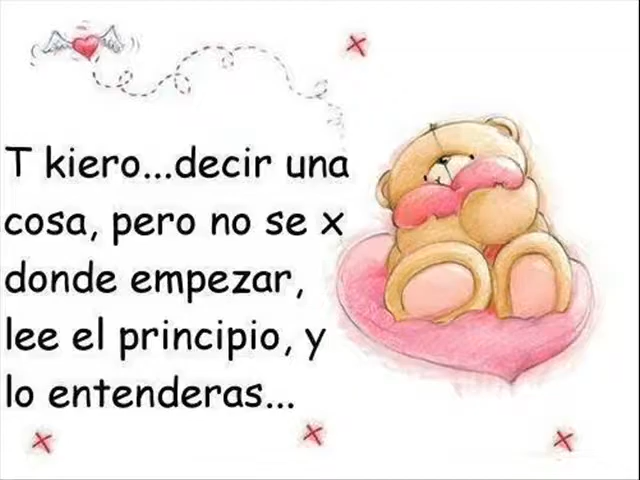 T kiero...decir una
cosa, pero no se x
donde empezar,
lee el principio, y
lo entenderas...